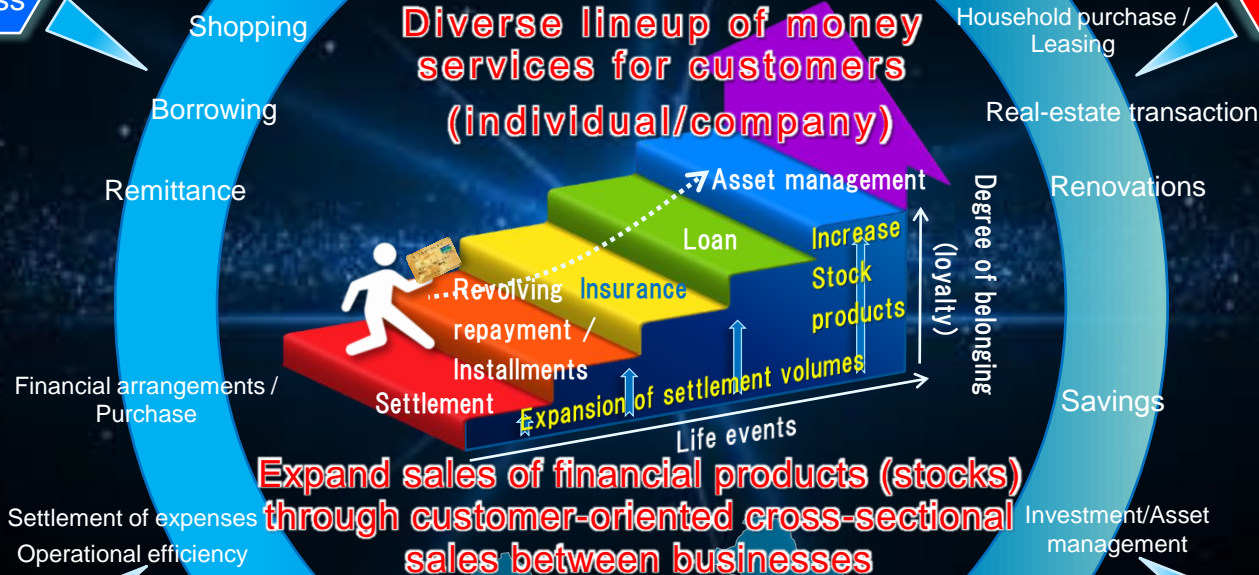 ss
Shopping
Borrowing
Remittance
Financial arrangements /
Purchase
Settlement of expenses
Operational efficiency
Diverse lineup of money
services for customers
(individual/company)
Asset management
Loan
Insurance
Revolving
repayment /
Installments
Settlement
Increase
Stock
products
Expansion of settlement volumes
Life events
Degree of belonging
(loyalty)
Expand sales of financial products (stocks)
through customer-oriented cross-sectional
sales between businesses
Household purchase /
Leasing
Real-estate transaction
Renovations
Savings
Investment/Asset
management